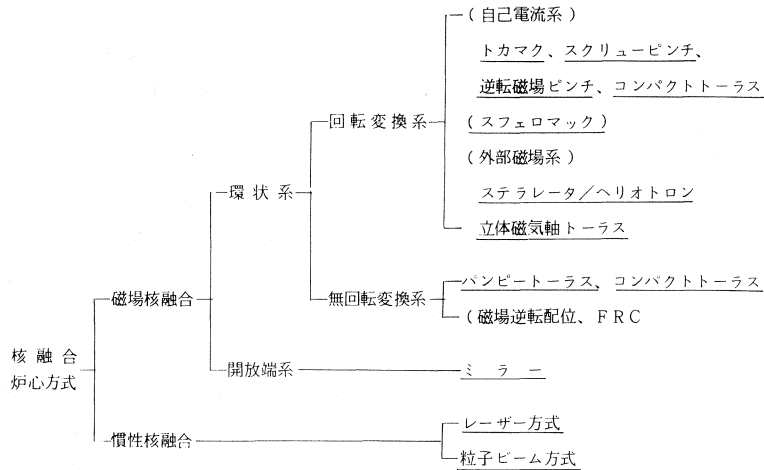 (自己電流系)
トカマク、スクリューピンチ、
逆転磁場ピンチ、コンパクトトーラス
回転変換系
(スフェロマック)
(外部磁場系)
環状系
ステラレータ/ヘリオトロン
立体磁気軸トーラス
磁場核融合
無回転変換系
パンピートーラス、コンパクトトーラス
(磁場逆転配位、FRC
核融合
炉心方式
開放端系
ミラー
慣性核融合
レーザー方式
粒子ビーム方式